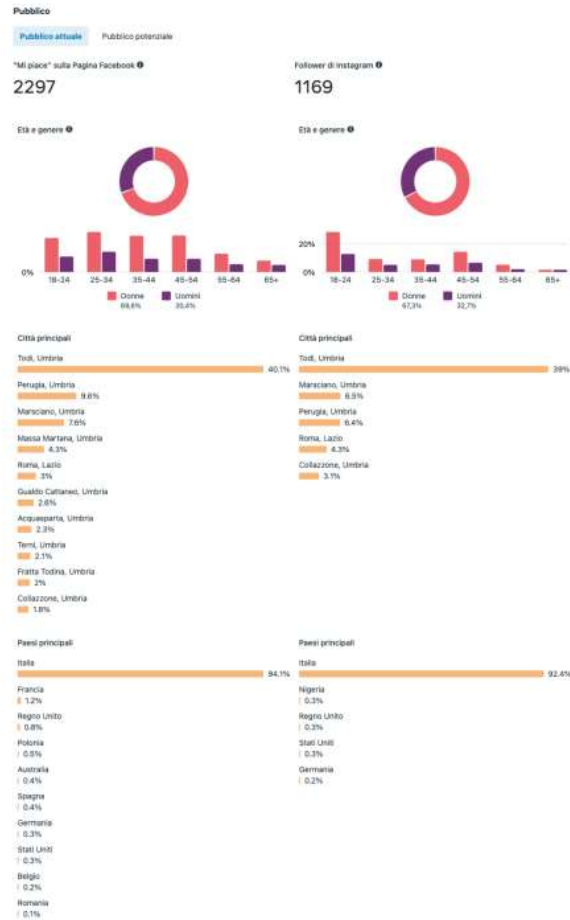 Pubblico
Pubblico attuale
Pubblico potenziale
"Mi piace" sulla Pagina Facebook
2297
Follower di Instagram
1169
Età e genere
0%
18-24
25-34
35-44
45-54
55-64
65+
Donne
69,6%
Uomini
30,4%
Età e genere
20%
0%
18-24
25-34
35-44
45-54
55-64
65+
Donne
67,3%
Uomini
32,7%
Città principali
Todi, Umbria
40.1%
Perugia, Umbria
9.6%
Marsciano, Umbria
7.6%
Massa Martana, Umbria
4.3%
Roma, Lazio
3%
Gualdo Cattaneo, Umbria
2.6%
Acquasparta, Umbria
2.3%
Terni, Umbria
2.1%
Fratta Todina, Umbria
2%
Collazzone, Umbria
1.8%
Città principali
Todi, Umbria
39%
Marsciano, Umbria
6.5%
Perugia, Umbria
6.4%
Roma, Lazio
4.3%
Collazzone, Umbria
3.1%
Paesi principali
Italia
94.1%
Francia
1.2%
Regno Unito
0.8%
Polonia
0.5%
Australia
0.4%
Spagna
0.4%
Germania
0.3%
Stati Uniti
0.3%
Belgio
0.2%
Romania
0.1%
Paesi principali
Italia
92.4%
Nigeria
0.3%
Regno Unito
0.3%
Stati Uniti
0.3%
Germania
0.2%